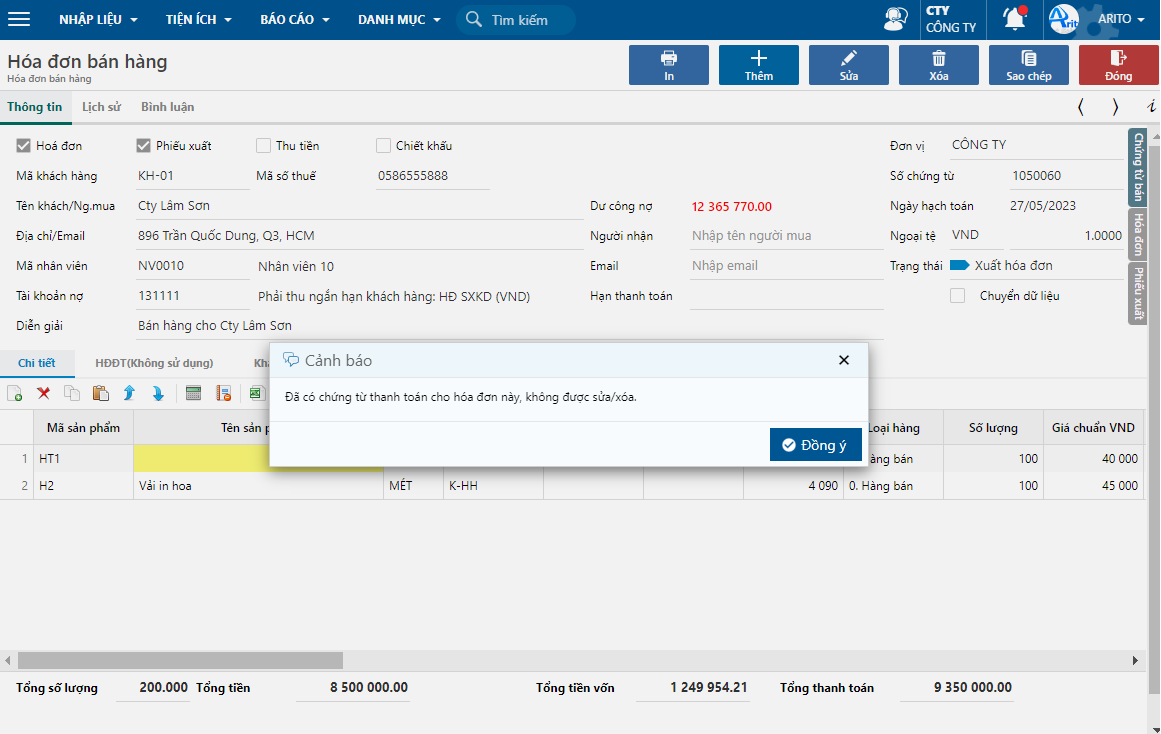 NHẬP LIỆU TIỆN ÍCH BÁO CÁO DANH MỤC Tìm kiếm CTY CÔNG TY Arit ARITO
Hóa đơn bán hàng
Hóa đơn bán hàng
In Thêm Sửa Xóa Sao chép Đóng
Thông tin Lịch sử Bình luận
Hoá đơn Phiếu xuất Thu tiền Chiết khấu Đơn vị CÔNG TY
Mã khách hàng KH-01 Mã số thuế 0586555888 Số chứng từ 1050060
Tên khách/Ng.mua Cty Lâm Sơn Dư công nợ 12 365 770.00 Ngày hạch toán 27/05/2023
Địa chỉ/Email 896 Trần Quốc Dung, Q3, HCM Người nhận Nhập tên người mua Ngoại tệ VND 1.0000
Mã nhân viên NV0010 Nhân viên 10 Email Nhập email Trạng thái Xuất hóa đơn
Tài khoản nợ 131111 Phải thu ngắn hạn khách hàng: HĐ SXKD (VND) Hạn thanh toán Chuyển dữ liệu
Diễn giải Bán hàng cho Cty Lâm Sơn
Chứng từ bán
Hóa đơn
Phiếu xuất
Chi tiết HĐĐT(Không sử dụng)
Cảnh báo
Đã có chứng từ thanh toán cho hóa đơn này, không được sửa/xóa.
Đồng ý
Mã sản phẩm Tên sản Loại hàng Số lượng Giá chuẩn VND
1 HT1 bán 100 40 000
2 H2 Vải in hoa MÉT K-HH 4 090 0. Hàng bán 100 45 000
Tổng số lượng 200.000 Tổng tiền 8 500 000.00 Tổng tiền vốn 1 249 954.21 Tổng thanh toán 9 350 000.00